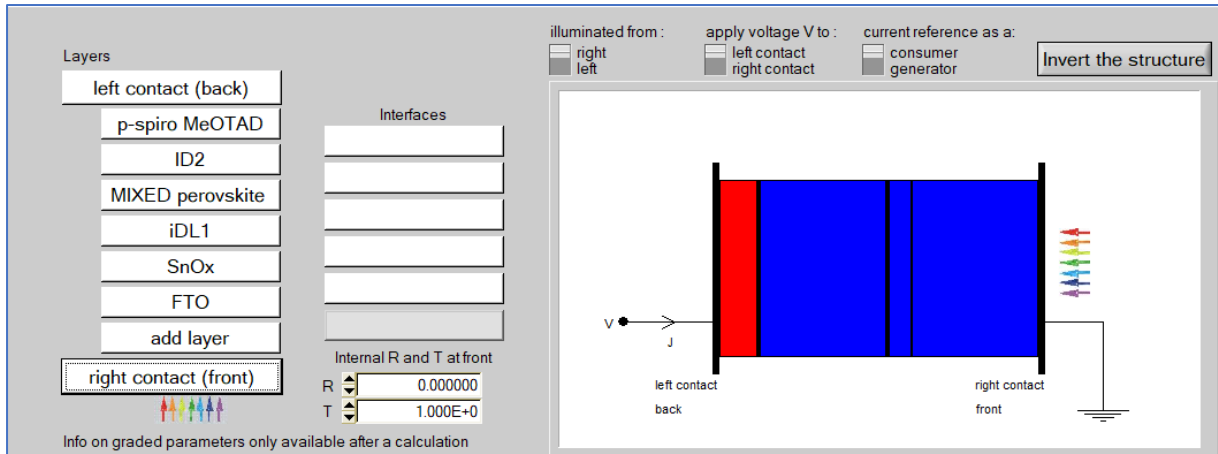 Layers
left contact (back)
p-spiro MeOTAD
ID2
MIXED perovskite
iDL1
SnOx
FTO
add layer
right contact (front)
Info on graded parameters only available after a calculation
Interfaces
Internal R and T at front
R 0.000000
T 1.000E+0
illuminated from :
right
left
apply voltage V to :
left contact
right contact
current reference as a:
consumer
generator
Invert the structure
V
J
left contact
back
right contact
front